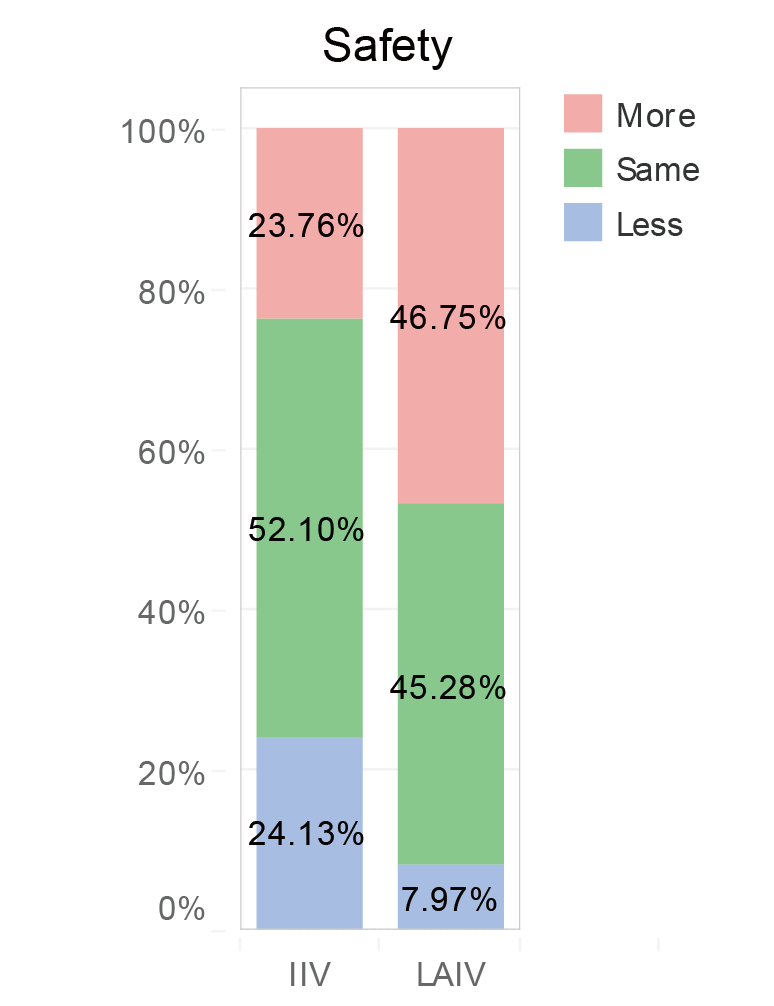 Safety
More
Same
Less
100%
80%
60%
40%
20%
0%
23.76%
52.10%
24.13%
46.75%
45.28%
7.97%
IIV
LAIV